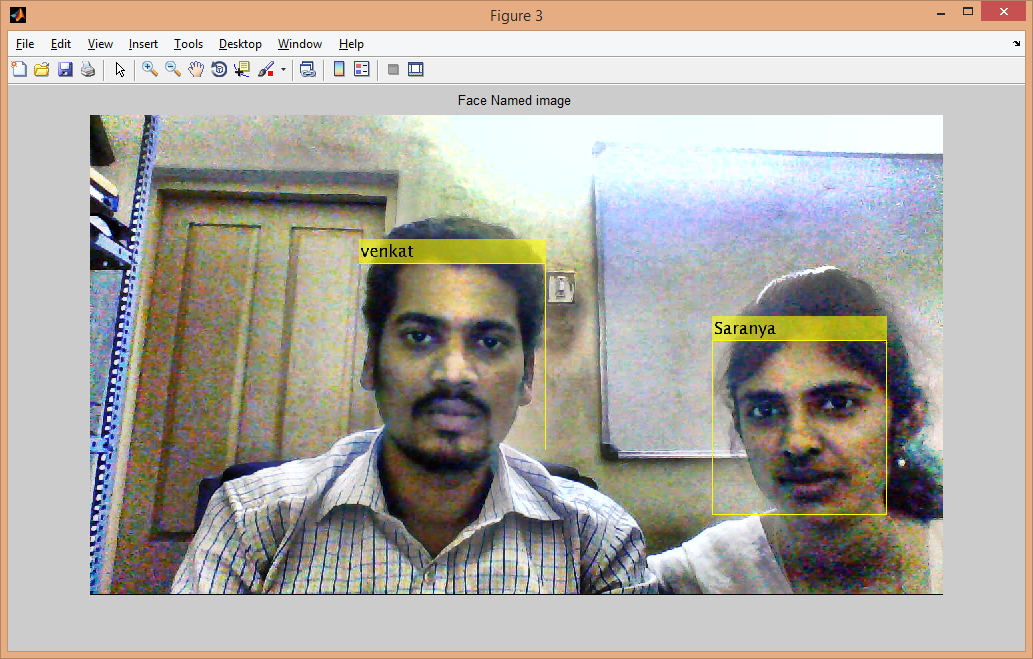 Figure 3
File Edit View Insert Tools Desktop Window Help
Face Named image
venkat
Saranya